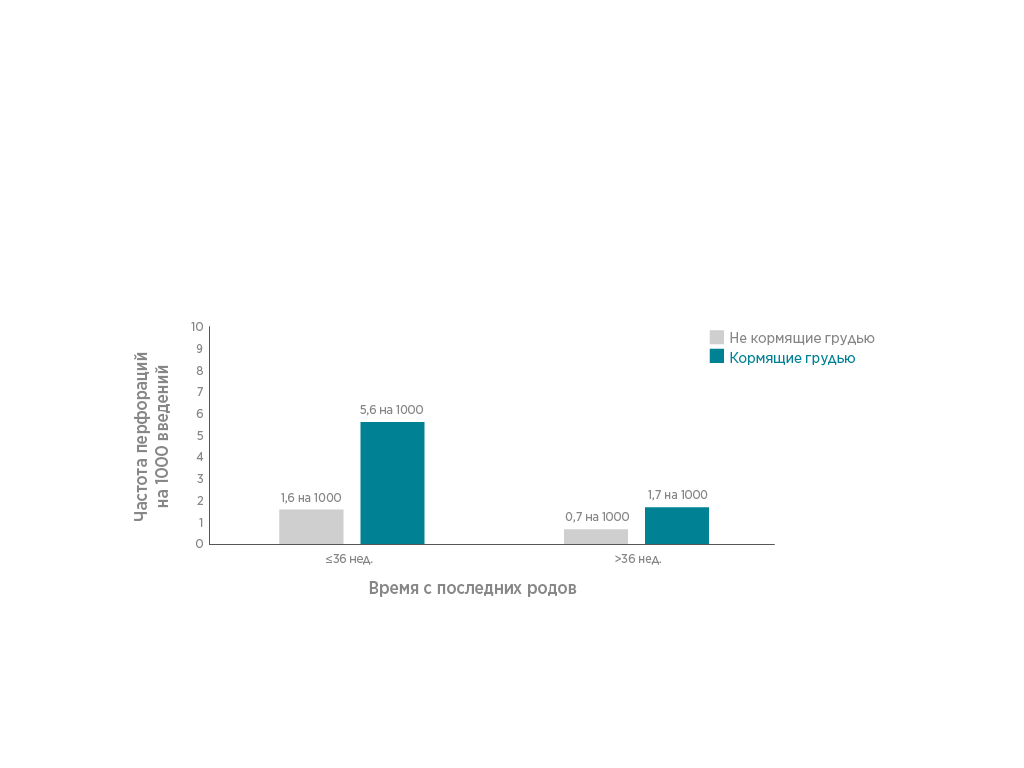 Частота перфораций
на 1000 введений
10
9
8
7
6
5
4
3
2
1
0
Не кормящие грудью
Кормящие грудью
1,6 на 1000
5,6 на 1000
0,7 на 1000
1,7 на 1000
≤36 нед.
>36 нед.
Время с последних родов